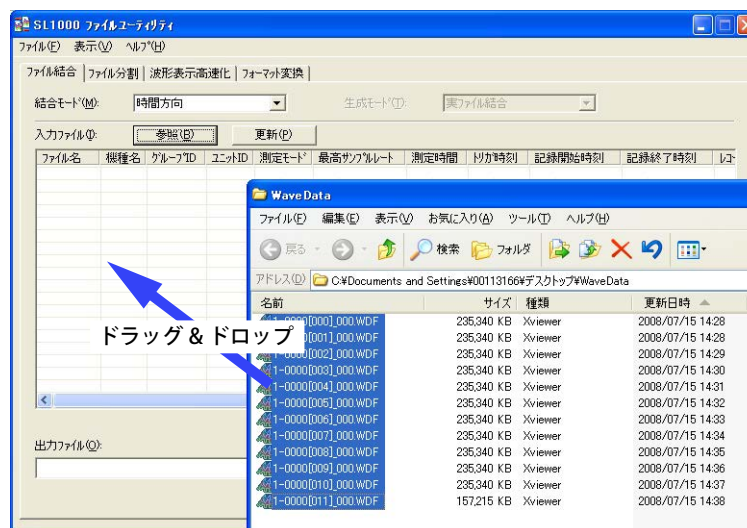 SL1000 ファイルユーティリティ
ファイル(F) 表示(V) ヘルプ(H)
ファイル結合 ファイル分割 波形表示高速化 フォーマット変換
結合モード(M): 時間方向 生成モード(T): 実ファイル結合
入力ファイル(I): 参照(B) 更新(P)
ファイル名 機種名 グループID ユニットID 測定モード 最高サンプルレート 測定時間 トリガ時刻 記録開始時刻 記録終了時刻 レコー
WaveData
ファイル(F) 編集(E) 表示(V) お気に入り(A) ツール(T) ヘルプ(H)
戻る 検索 フォルダ
アドレス(D) C:¥Documents and Settings¥00113166¥デスクトップ¥WaveData
名前 サイズ 種類 更新日時
1-0000[000]_000.WDF 235,340 KB Xviewer 2008/07/15 14:28
1-0000[001]_000.WDF 235,340 KB Xviewer 2008/07/15 14:28
ドラッグ & ドロップ
1-0000[002]_000.WDF 235,340 KB Xviewer 2008/07/15 14:29
1-0000[003]_000.WDF 235,340 KB Xviewer 2008/07/15 14:30
1-0000[004]_000.WDF 235,340 KB Xviewer 2008/07/15 14:31
1-0000[005]_000.WDF 235,340 KB Xviewer 2008/07/15 14:32
1-0000[006]_000.WDF 235,340 KB Xviewer 2008/07/15 14:33
1-0000[007]_000.WDF 235,340 KB Xviewer 2008/07/15 14:34
1-0000[008]_000.WDF 235,340 KB Xviewer 2008/07/15 14:35
1-0000[009]_000.WDF 235,340 KB Xviewer 2008/07/15 14:36
1-0000[010]_000.WDF 235,340 KB Xviewer 2008/07/15 14:37
1-0000[011]_000.WDF 157,215 KB Xviewer 2008/07/15 14:38
出力ファイル(O):